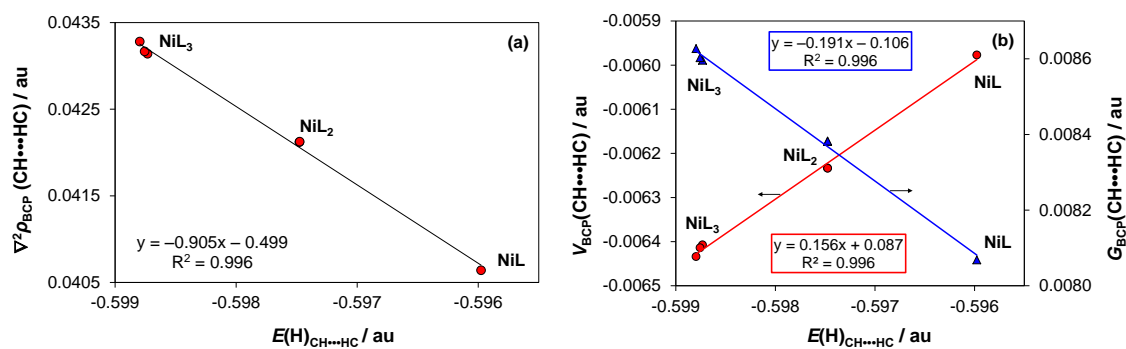 (a)
0.0435
0.0425
0.0415
0.0405
∇²ρBCP (CH•••HC) / au
NiL₃
NiL₂
NiL
y = –0.905x – 0.499
R² = 0.996
-0.599
-0.598
-0.597
-0.596
E(H)CH•••HC / au
(b)
-0.0059
-0.0060
-0.0061
-0.0062
-0.0063
-0.0064
-0.0065
VBCP(CH•••HC) / au
y = –0.191x – 0.106
R² = 0.996
NiL₃
NiL
NiL₂
NiL₃
NiL
y = 0.156x + 0.087
R² = 0.996
0.0086
0.0084
0.0082
0.0080
GBCP(CH•••HC) / au
-0.599
-0.598
-0.597
-0.596
E(H)CH•••HC / au